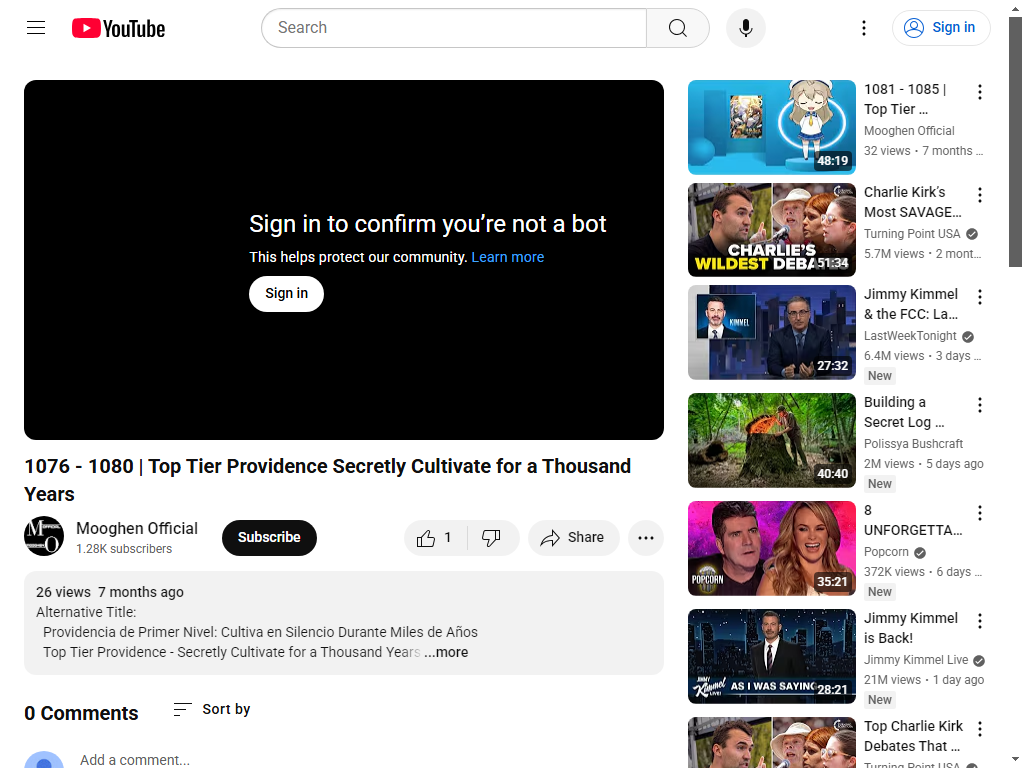 YouTube
Search
Sign in
Sign in to confirm you’re not a bot
This helps protect our community. Learn more
Sign in
1076 - 1080 | Top Tier Providence Secretly Cultivate for a Thousand
Years
Mooghen Official
1.28K subscribers
Subscribe
1
Share
26 views 7 months ago
Alternative Title:
Providencia de Primer Nivel: Cultiva en Silencio Durante Miles de Años
Top Tier Providence - Secretly Cultivate for a Thousand Years ...more
0 Comments
Sort by
Add a comment...
48:19
1081 - 1085 |
Top Tier ...
Mooghen Official
32 views • 7 months ...
CHARLIE'S
WILDEST DEBATES
51:34
Charlie Kirk's
Most SAVAGE...
Turning Point USA
5.7M views • 2 mont...
KIMMEL
27:32
Jimmy Kimmel
& the FCC: La...
LastWeekTonight
6.4M views • 3 days ...
New
40:40
Building a
Secret Log ...
Polissya Bushcraft
2M views • 5 days ago
New
POPCORN
35:21
8
UNFORGETTA...
Popcorn
372K views • 6 days ...
New
JIMMY
Kimmel
LIVE!
AS I WAS SAYING
28:21
Jimmy Kimmel
is Back!
Jimmy Kimmel Live
21M views • 1 day ago
New
Top Charlie Kirk
Debates That ...
Turning Point USA